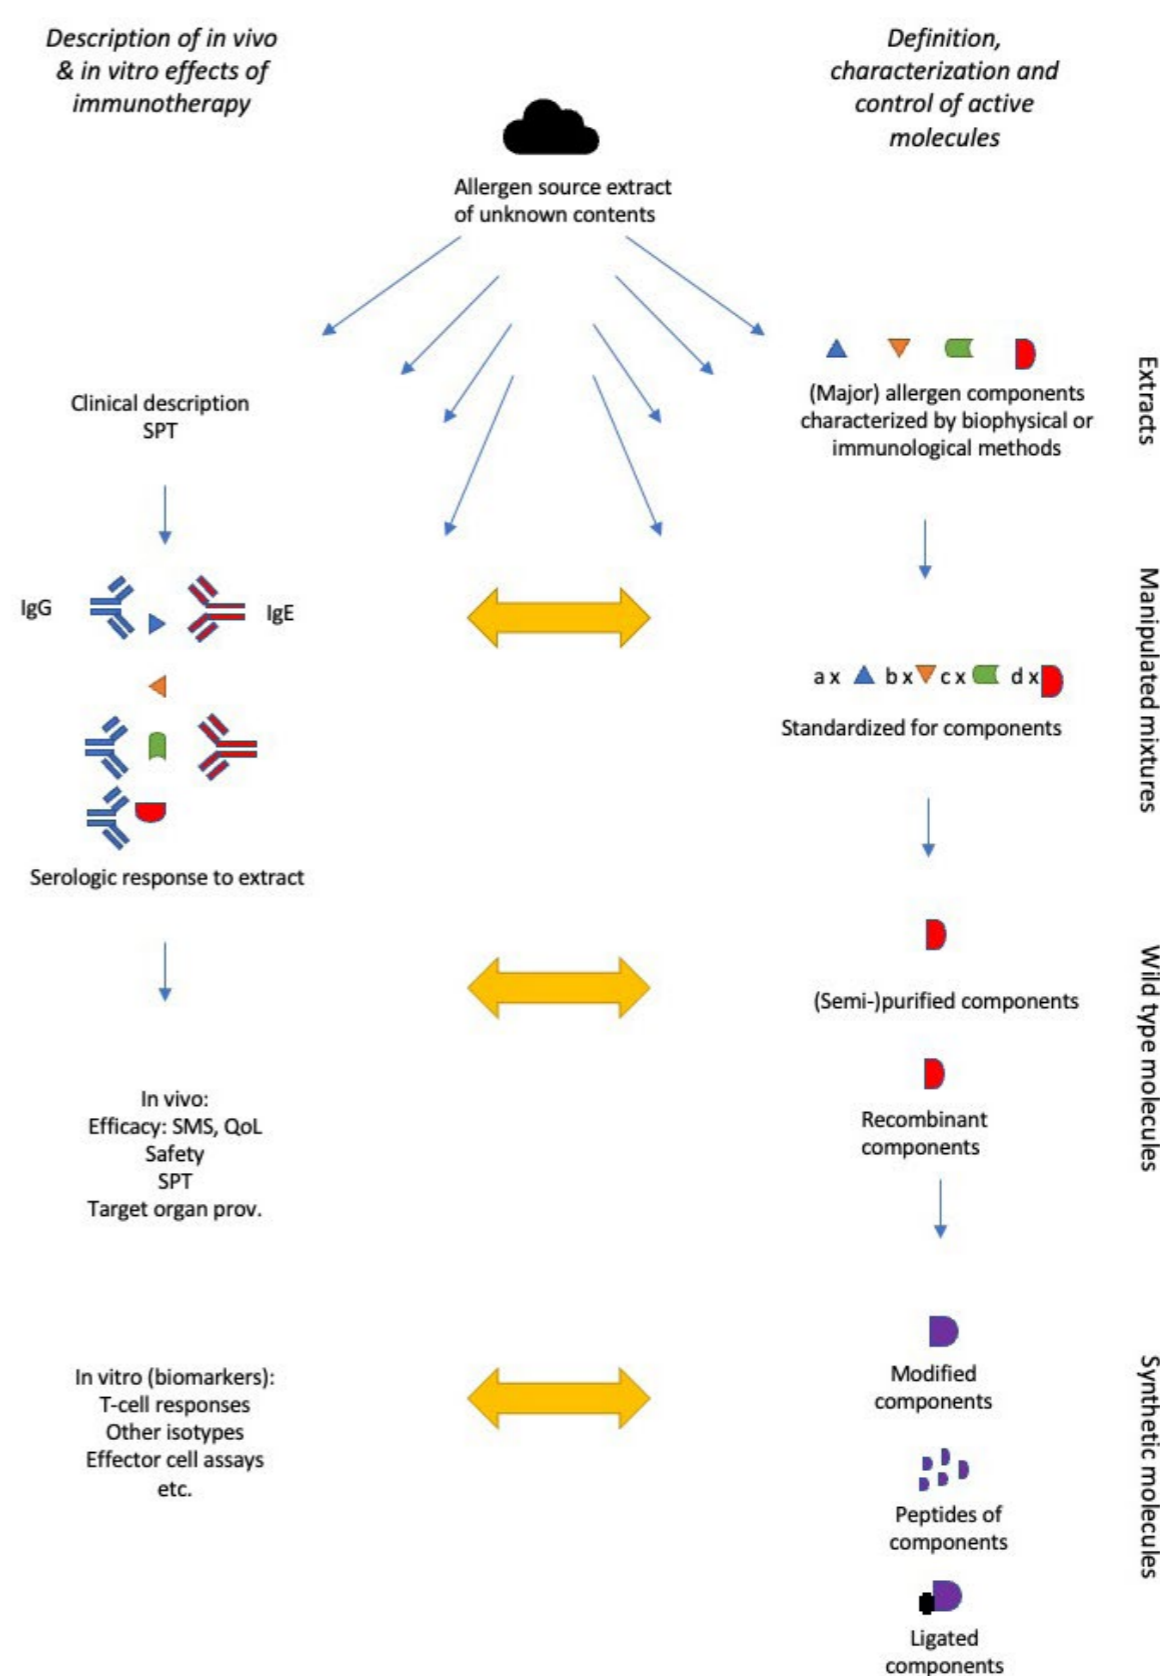 Description of in vivo
& in vitro effects of
immunotherapy
Definition,
characterization and
control of active
molecules
Allergen source extract
of unknown contents
Clinical description
SPT
(Major) allergen components
characterized by biophysical or
immunological methods
Extracts
IgG
IgE
Serologic response to extract
a x b x c x d x
Standardized for components
Manipulated mixtures
In vivo:
Efficacy: SMS, QoL
Safety
SPT
Target organ prov.
(Semi-)purified components
Recombinant
components
Wild type molecules
In vitro (biomarkers):
T-cell responses
Other isotypes
Effector cell assays
etc.
Modified
components
Peptides of
components
Ligated
components
Synthetic molecules